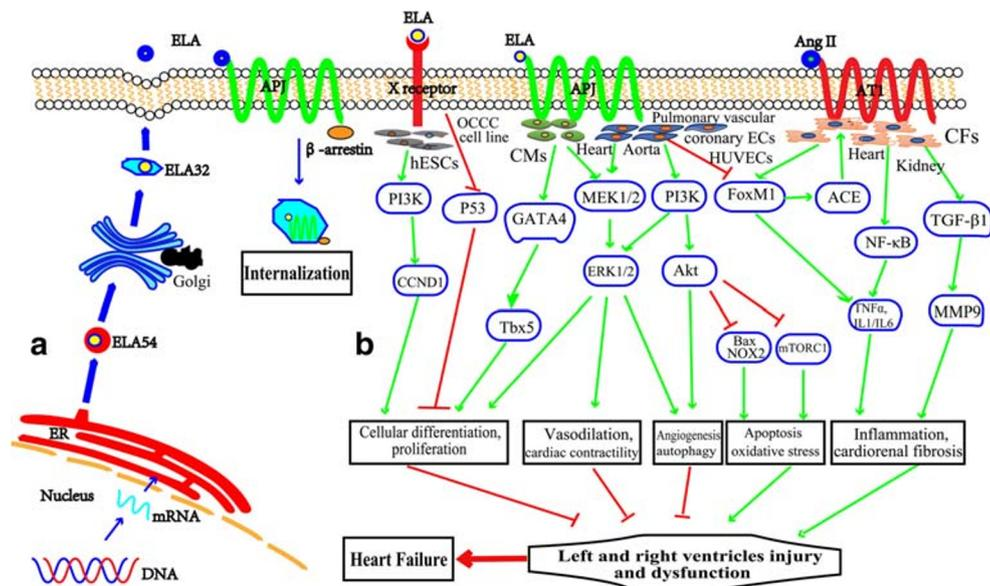 ELA
ELA
ELA
Ang II
APJ
X receptor
APJ
AT1
β -arrestin
OCCC
cell line
hESCs
CMs
Heart
Aorta
Pulmonary vascular
coronary ECs
HUVECs
Heart
Kidney
CFs
ELA32
Golgi
ELA54
a
ER
Nucleus
mRNA
DNA
Internalization
b
PI3K
P53
GATA4
MEK1/2
PI3K
FoxM1
ACE
TGF-β1
NF-κB
CCND1
ERK1/2
Akt
Tbx5
TNFα,
IL1/IL6
MMP9
Bax
NOX2
mTORC1
Cellular differentiation,
proliferation
Vasodilation,
cardiac contractility
Angiogenesis
autophagy
Apoptosis
oxidative stress
Inflammation,
cardiorenal fibrosis
Heart Failure
Left and right ventricles injury
and dysfunction